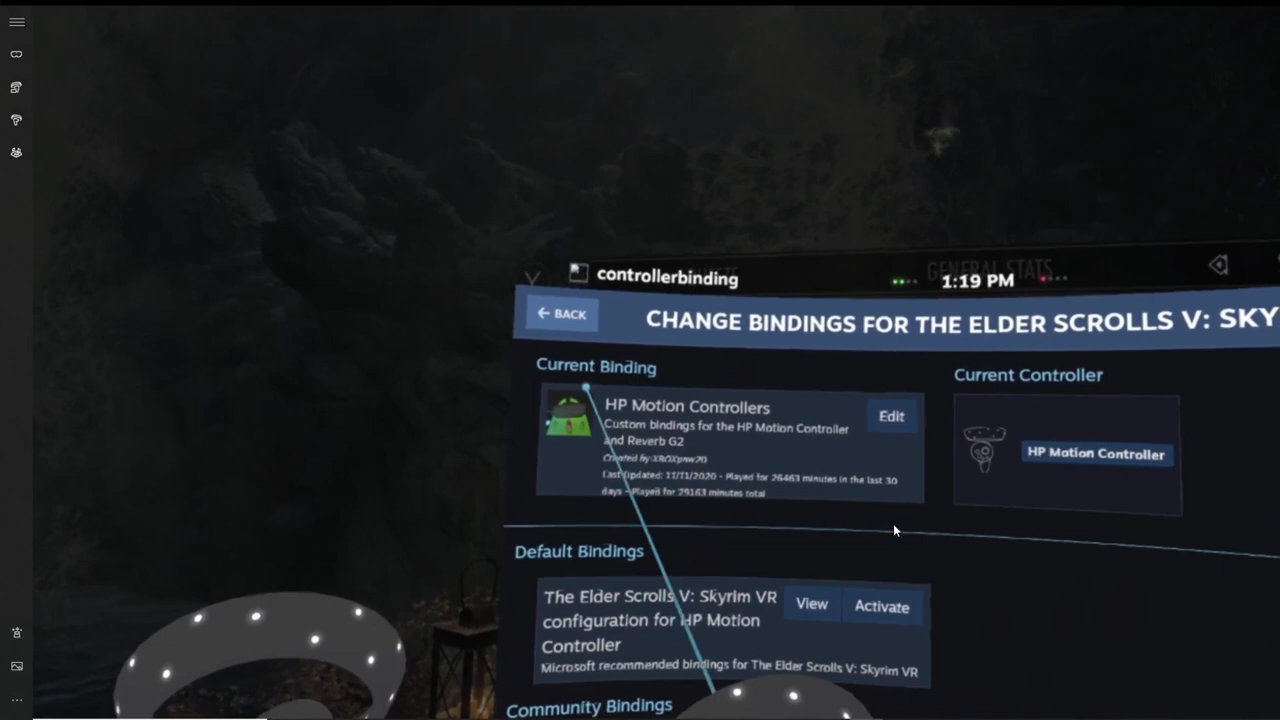 GENERAL STATS
controllerbinding
1:19 PM
BACK
CHANGE BINDINGS FOR THE ELDER SCROLLS V: SKY
Current Binding
HP Motion Controllers
Edit
Custom bindings for the HP Motion Controller
and Reverb G2
Last Updated: 11/11/2020 - Played for 26463 minutes in the last 30
days - Played for 29163 minutes total
Current Controller
HP Motion Controller
Default Bindings
The Elder Scrolls V: Skyrim VR
configuration for HP Motion
Controller
View
Activate
Microsoft recommended bindings for The Elder Scrolls V: Skyrim VR
Community Bindings